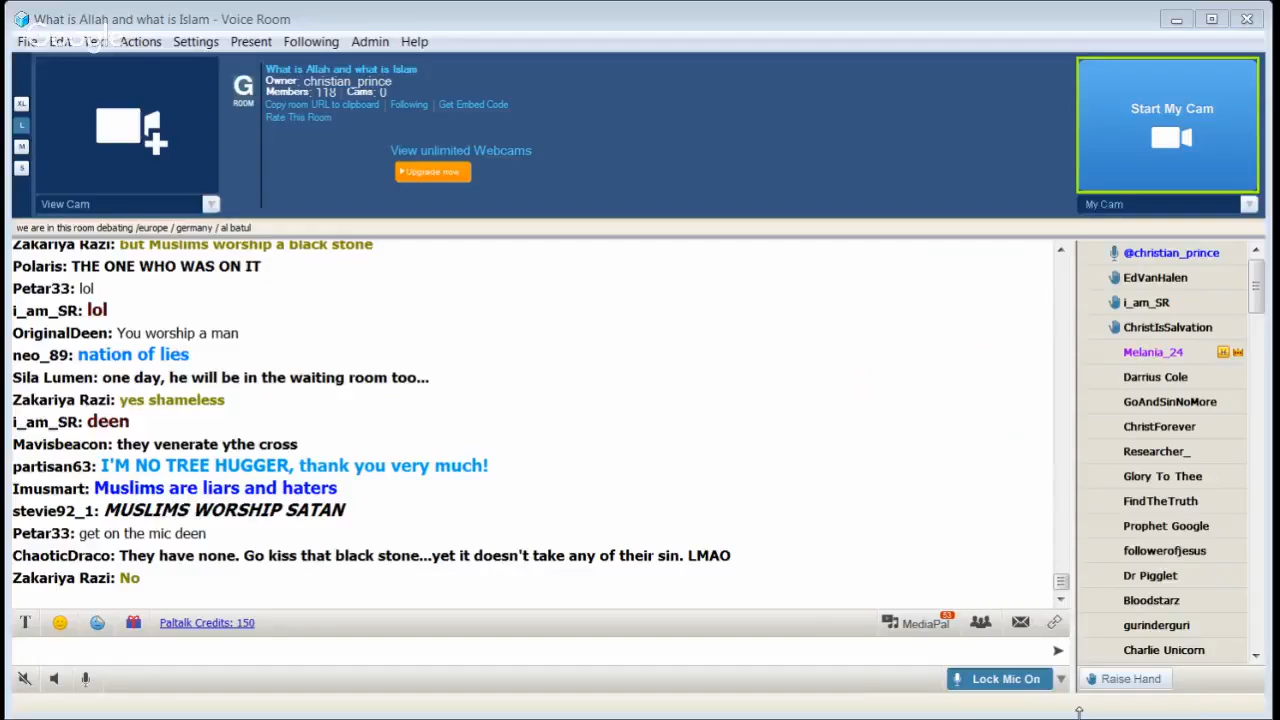 What is Allah and what is Islam - Voice Room
Google
File Edit Text Actions Settings Present Following Admin Help
XL
L
M
S
View Cam
G
ROOM
What is Allah and what is Islam
Owner: christian_prince
Members: 118 Cams: 0
Copy room URL to clipboard | Following | Get Embed Code
Rate This Room
View unlimited Webcams
Upgrade now
Start My Cam
My Cam
we are in this room debating /europe / germany / al batul
Zakariya Razi: but Muslims worship a black stone
Polaris: THE ONE WHO WAS ON IT
Petar33: lol
i_am_SR: lol
OriginalDeen: You worship a man
neo_89: nation of lies
Sila Lumen: one day, he will be in the waiting room too...
Zakariya Razi: yes shameless
i_am_SR: deen
Mavisbeacon: they venerate ythe cross
partisan63: I'M NO TREE HUGGER, thank you very much!
Imusmart: Muslims are liars and haters
stevie92_1: MUSLIMS WORSHIP SATAN
Petar33: get on the mic deen
ChaoticDraco: They have none. Go kiss that black stone...yet it doesn't take any of their sin. LMAO
Zakariya Razi: No
@christian_prince
EdVanHalen
i_am_SR
ChristIsSalvation
Melania_24
Darrius Cole
GoAndSinNoMore
ChristForever
Researcher_
Glory To Thee
FindTheTruth
Prophet Google
followerofjesus
Dr Pigglet
Bloodstarz
gurinderguri
Charlie Unicorn
T
Paltalk Credits: 150
MediaPal
53
Lock Mic On
Raise Hand